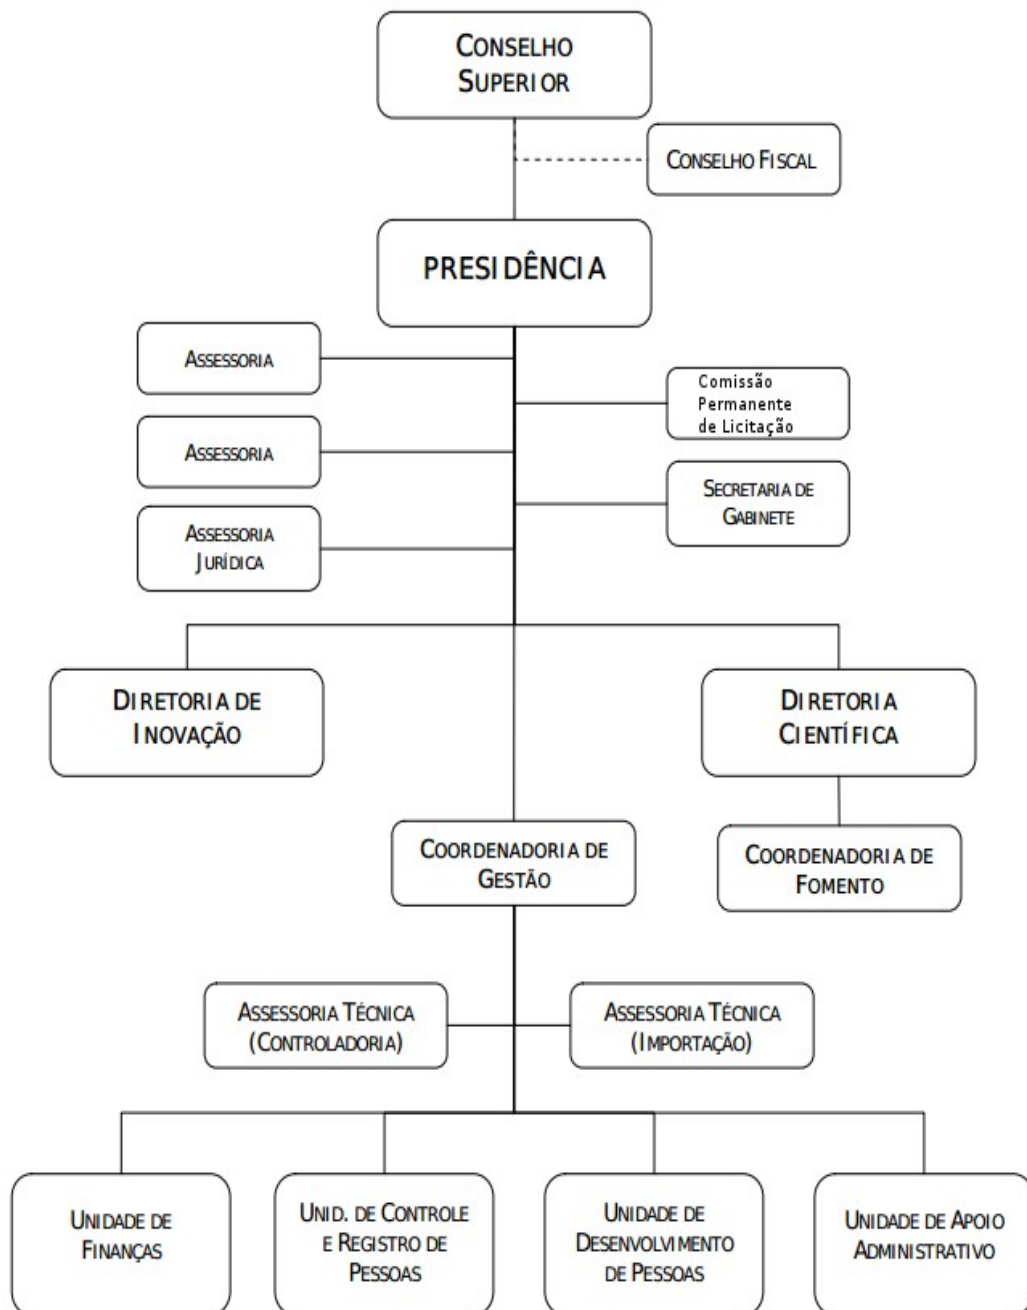 CONSELHO
SUPERIOR
CONSELHO FISCAL
PRESIDÊNCIA
ASSESSORIA
Comissão
Permanente
de Licitação
ASSESSORIA
SECRETARIA DE
GABINETE
ASSESSORIA
JURÍDICA
DIRETORIA DE
INOVAÇÃO
DIRETORIA
CIENTÍFICA
COORDENADORIA DE
GESTÃO
COORDENADORIA DE
FOMENTO
ASSESSORIA TÉCNICA
(CONTROLADORIA)
ASSESSORIA TÉCNICA
(IMPORTAÇÃO)
UNIDADE DE
FINANÇAS
UNID. DE CONTROLE
E REGISTRO DE
PESSOAS
UNIDADE DE
DESENVOLVIMENTO
DE PESSOAS
UNIDADE DE APOIO
ADMINISTRATIVO